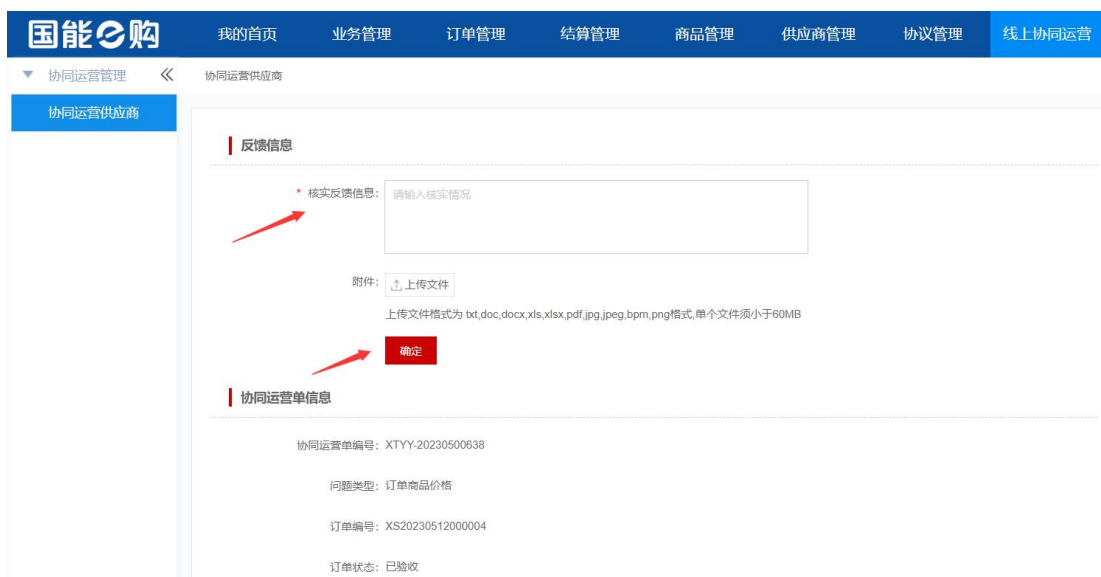 国能e购 我的首页 业务管理 订单管理 结算管理 商品管理 供应商管理 协议管理 线上协同运营
协同运营管理 协同运营供应商
协同运营供应商
反馈信息
* 核实反馈信息: 请输入核实情况
附件: 上传文件
上传文件格式为 txt,doc,docx,xls,xlsx,pdf,jpg,jpeg,bpm,png格式,单个文件须小于60MB
确定
协同运营单信息
协同运营单编号: XTYY-20230500638
问题类型: 订单商品价格
订单编号: XS20230512000004
订单状态: 已验收